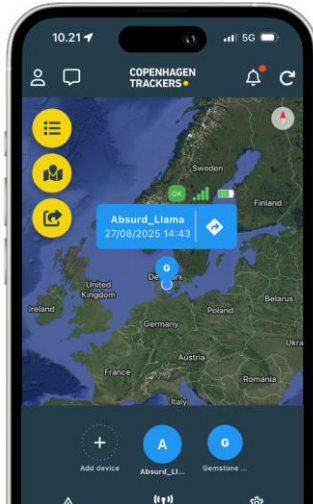 10.21
5G
COPENHAGEN
TRACKERS
Sweden
OK
Finland
Absurd_Llama
27/08/2025 14:43
G
United
Kingdom
Ireland
Poland
Belarus
Germany
Ukra
Austria
France
Romania
Italy
+
A
G
Add device
Absurd_Ll...
Gemstone ...